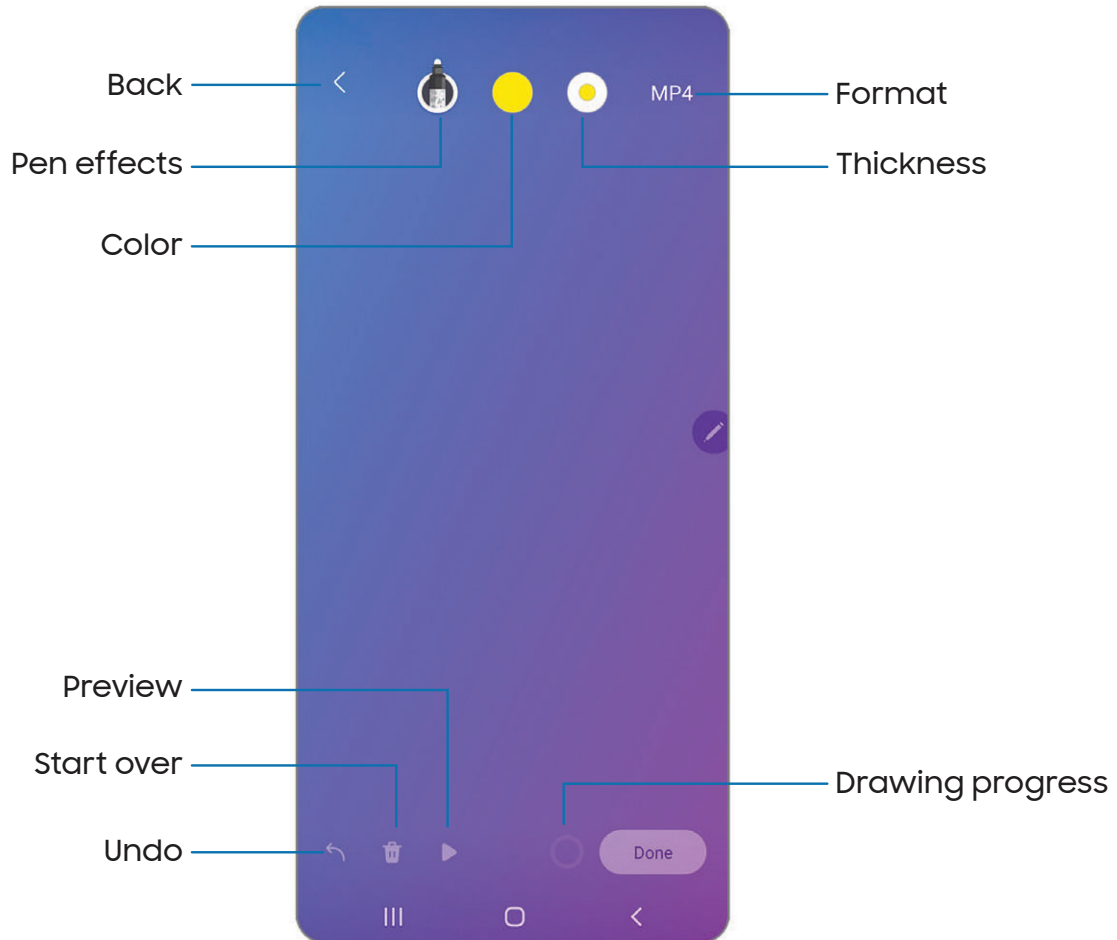 Back
MP4
Format
Pen effects
Thickness
Color
Preview
Start over
Drawing progress
Undo
Done